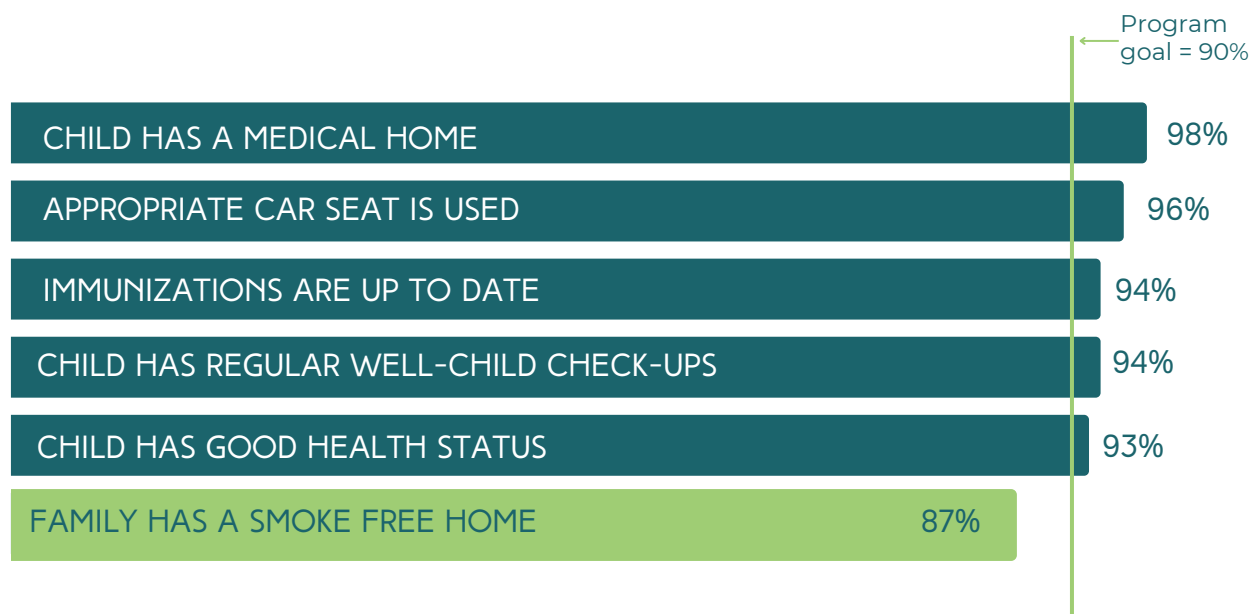 Program
goal = 90%
CHILD HAS A MEDICAL HOME 98%
APPROPRIATE CAR SEAT IS USED 96%
IMMUNIZATIONS ARE UP TO DATE 94%
CHILD HAS REGULAR WELL-CHILD CHECK-UPS 94%
CHILD HAS GOOD HEALTH STATUS 93%
FAMILY HAS A SMOKE FREE HOME 87%